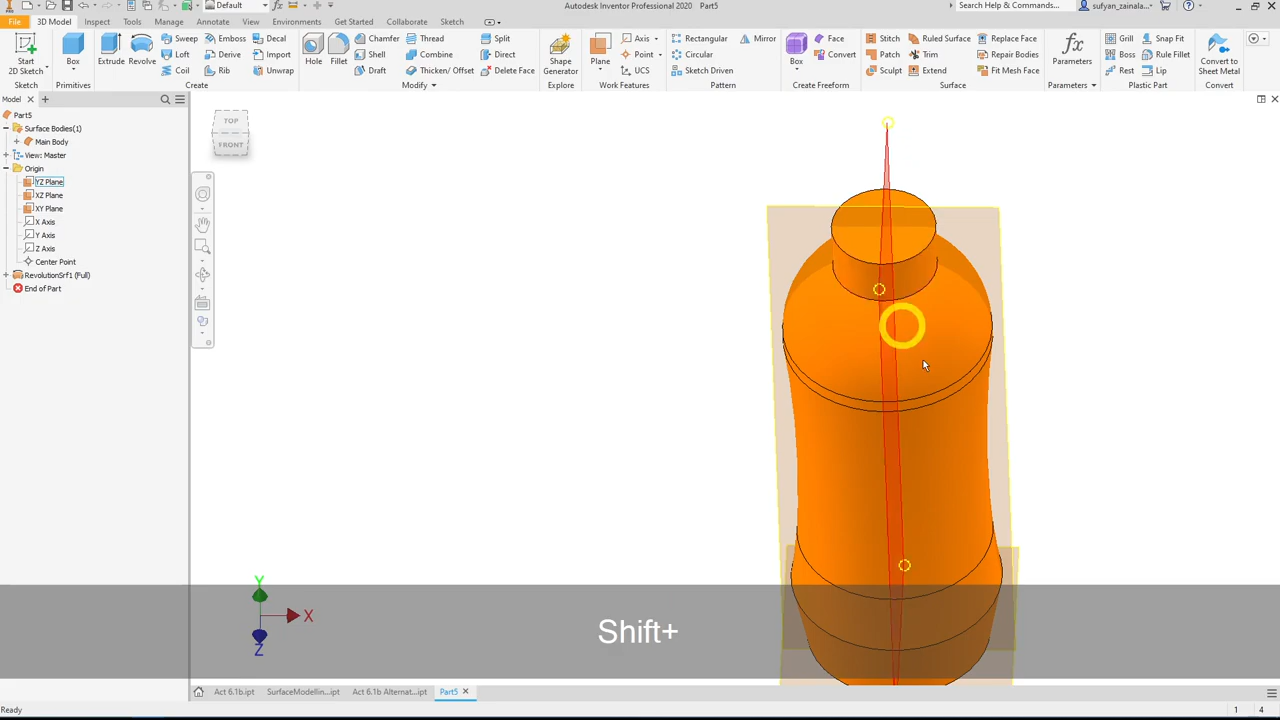 Default
Autodesk Inventor Professional 2020 Part5
Search Help & Commands...
sufyan_zainala...
File 3D Model Inspect Tools Manage Annotate View Environments Get Started Collaborate Sketch
Start
2D Sketch
Box
Primitives
Extrude
Revolve
Sweep
Loft
Coil
Emboss
Derive
Rib
Decal
Import
Unwrap
Create
Hole
Fillet
Chamfer
Shell
Draft
Thread
Combine
Thicken/ Offset
Split
Direct
Delete Face
Modify
Shape
Generator
Explore
Plane
Axis
Point
UCS
Work Features
Rectangular
Circular
Sketch Driven
Mirror
Pattern
Box
Face
Convert
Create Freeform
Stitch
Patch
Sculpt
Ruled Surface
Trim
Extend
Replace Face
Repair Bodies
Fit Mesh Face
Surface
fx
Parameters
Parameters
Grill
Boss
Rest
Snap Fit
Rule Fillet
Lip
Plastic Part
Convert to
Sheet Metal
Convert
Model
Part5
Surface Bodies(1)
Main Body
View: Master
Origin
YZ Plane
XZ Plane
XY Plane
X Axis
Y Axis
Z Axis
Center Point
RevolutionSrf1 (Full)
End of Part
TOP
FRONT
Y
X
Z
Shift+
Act 6.1b.ipt
SurfaceModellin...ipt
Act 6.1b Alternat...ipt
Part5
Ready
1 4